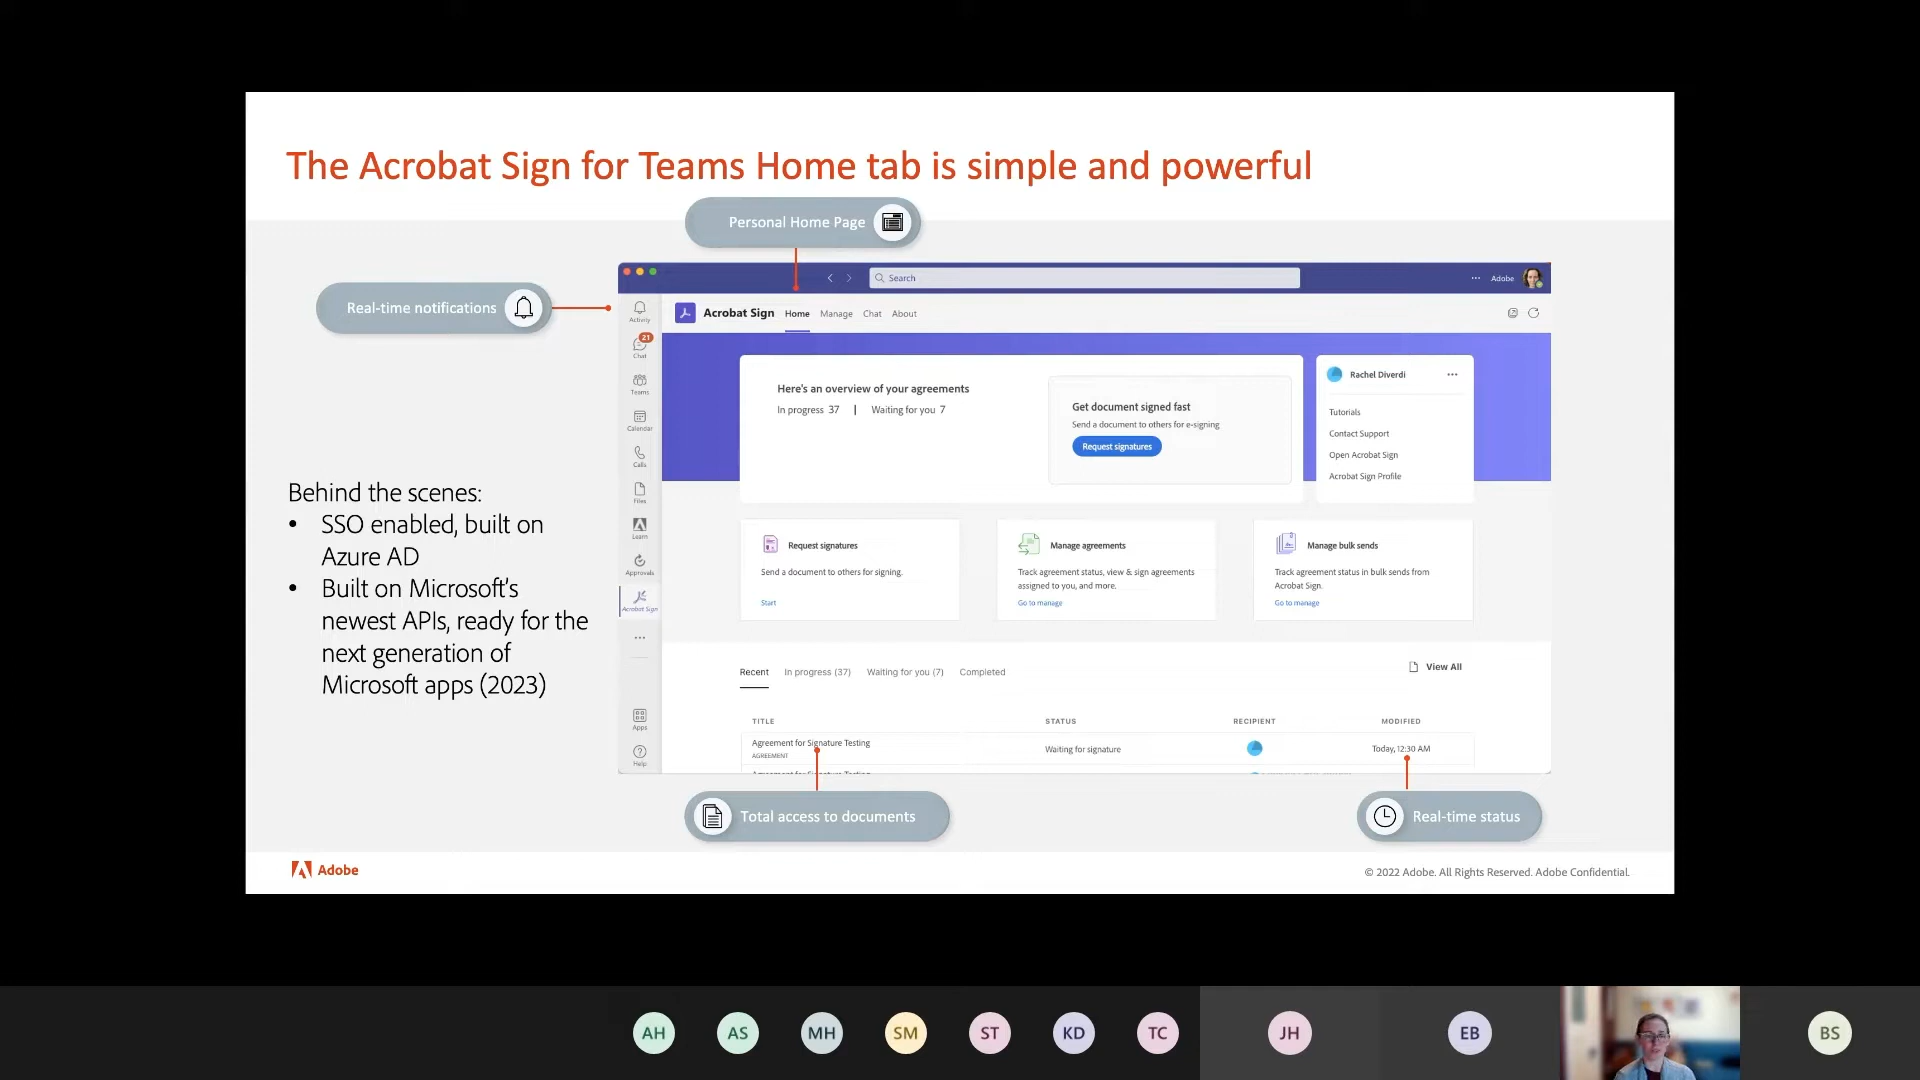 The Acrobat Sign for Teams Home tab is simple and powerful
Personal Home Page
Real-time notifications
Search
Adobe
Activity
Acrobat Sign
Home
Manage
Chat
About
21
Chat
Teams
Calendar
Calls
Files
Learn
Approvals
Acrobat Sign
Apps
Help
Here's an overview of your agreements
In progress 37 | Waiting for you 7
Get document signed fast
Send a document to others for e-signing
Request signatures
Rachel Diverdi
Tutorials
Contact Support
Open Acrobat Sign
Acrobat Sign Profile
Behind the scenes:
• SSO enabled, built on
Azure AD
• Built on Microsoft's
newest APIs, ready for the
next generation of
Microsoft apps (2023)
Request signatures
Send a document to others for signing.
Start
Manage agreements
Track agreement status, view & sign agreements
assigned to you, and more.
Go to manage
Manage bulk sends
Track agreement status in bulk sends from
Acrobat Sign.
Go to manage
Recent
In progress (37)
Waiting for you (7)
Completed
View All
TITLE
STATUS
RECIPIENT
MODIFIED
Agreement for Signature Testing
AGREEMENT
Waiting for signature
Today, 12:30 AM
Total access to documents
Real-time status
Adobe
© 2022 Adobe. All Rights Reserved. Adobe Confidential.
AH
AS
MH
SM
ST
KD
TC
JH
EB
BS